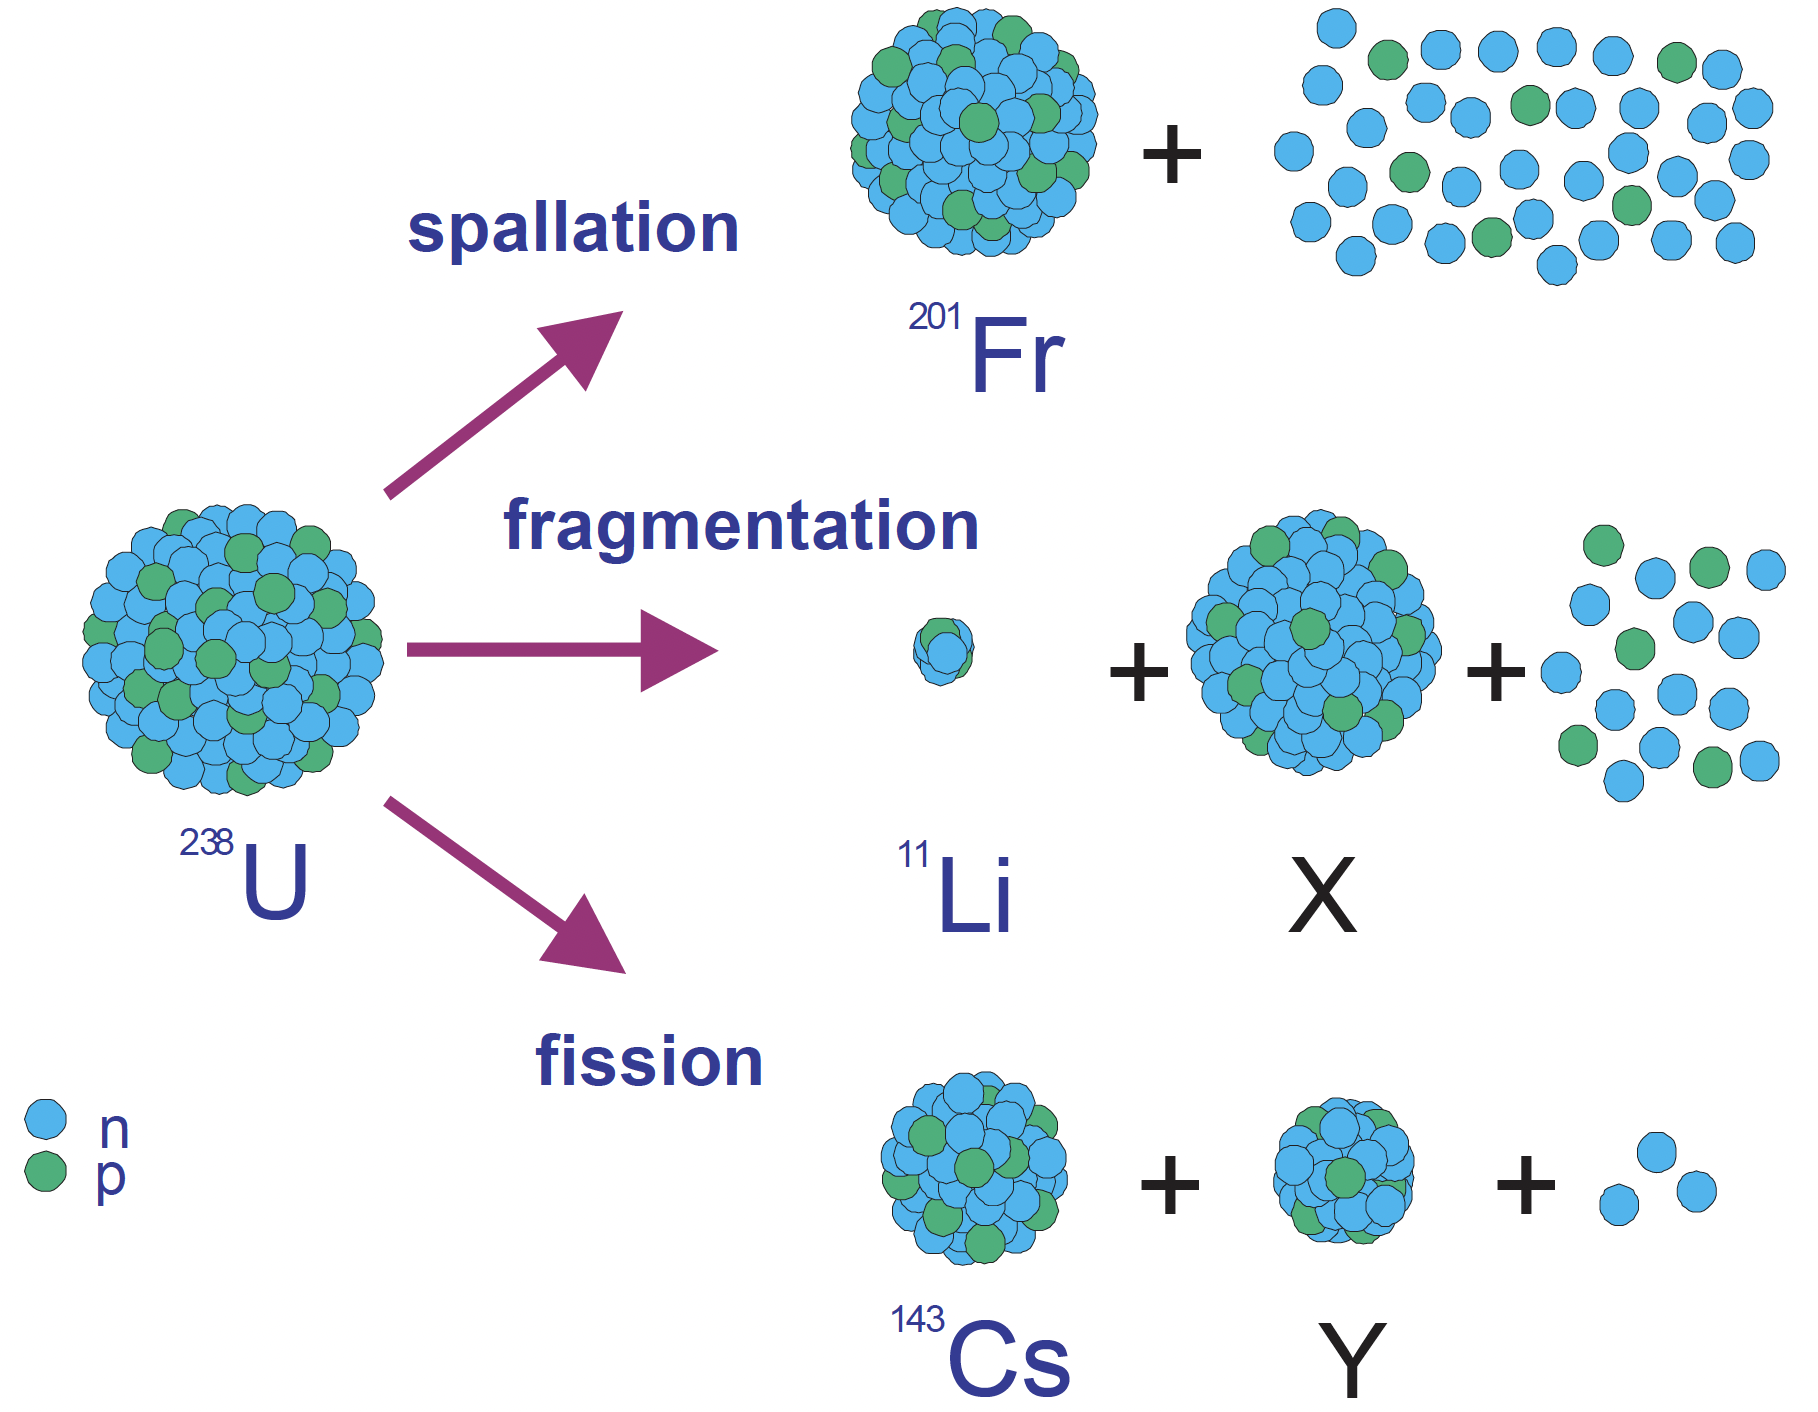 spallation
+
201Fr
fragmentation
+ +
238U
11Li X
fission
n
p
+ +
143Cs Y